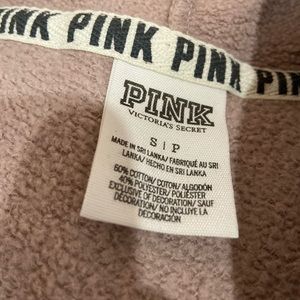 PINK PINK PINK PINK
PINK
VICTORIA'S SECRET
S | P
MADE IN SRI LANKA/ FABRIQUÉ AU SRI
LANKA/ HECHO EN SRI LANKA
60% COTTON/ COTON/ ALGODÓN
40% POLYESTER/ POLIÉSTER
EXCLUSIVE OF DECORATION/ SAUF
DÉCORATION/ NO INCLUYE LA
DECORACIÓN